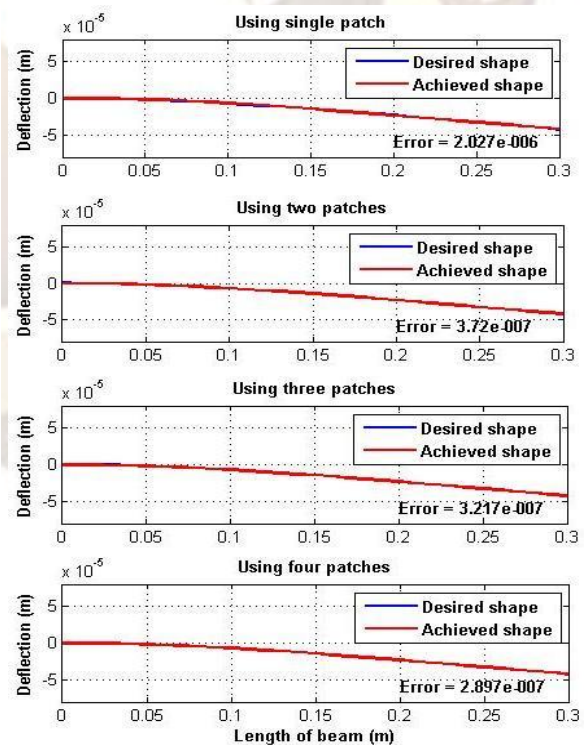 Using single patch
x 10-5
Deflection (m)
5
0
-5
Desired shape
Achieved shape
Error = 2.027e-006
0 0.05 0.1 0.15 0.2 0.25 0.3
Using two patches
x 10-5
Deflection (m)
5
0
-5
Desired shape
Achieved shape
Error = 3.72e-007
0 0.05 0.1 0.15 0.2 0.25 0.3
Using three patches
x 10-5
Deflection (m)
5
0
-5
Desired shape
Achieved shape
Error = 3.217e-007
0 0.05 0.1 0.15 0.2 0.25 0.3
Using four patches
x 10-5
Deflection (m)
5
0
-5
Desired shape
Achieved shape
Error = 2.897e-007
0 0.05 0.1 0.15 0.2 0.25 0.3
Length of beam (m)